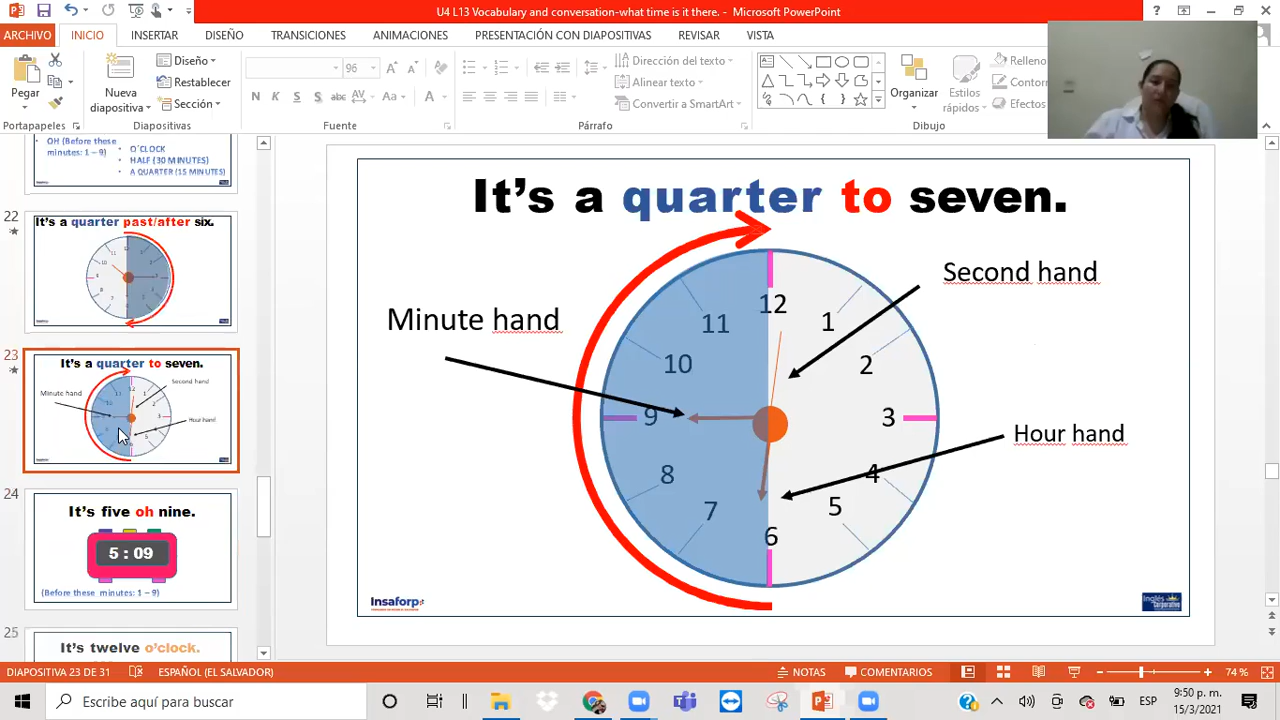 U4 L13 Vocabulary and conversation-what time is it there. - Microsoft PowerPoint
ARCHIVO INICIO INSERTAR DISEÑO TRANSICIONES ANIMACIONES PRESENTACIÓN CON DIAPOSITIVAS REVISAR VISTA
Pegar
Nueva diapositiva
Diseño
Restablecer
Sección
96
N K S S abc AV Aa A
Dirección del texto
Alinear texto
Convertir a SmartArt
Organizar
Estilos rápidos
Relleno
Contorn
Efectos
Portapapeles Diapositivas Fuente Párrafo Dibujo
OH (Before these minutes: 1 – 9)
O'CLOCK
HALF (30 MINUTES)
A QUARTER (15 MINUTES)
22
It's a quarter past/after six.
23
It's a quarter to seven.
Minute hand
Second hand
Hour hand
24
It's five oh nine.
5 : 09
(Before these minutes: 1 – 9)
25
It's twelve o'clock.
It's a quarter to seven.
Second hand
Minute hand
Hour hand
12
1
2
3
4
5
6
7
8
9
10
11
Insaforp
Inglés Corporativo
DIAPOSITIVA 23 DE 31 ESPAÑOL (EL SALVADOR) NOTAS COMENTARIOS 74 %
Escribe aquí para buscar
ESP
9:50 p. m.
15/3/2021